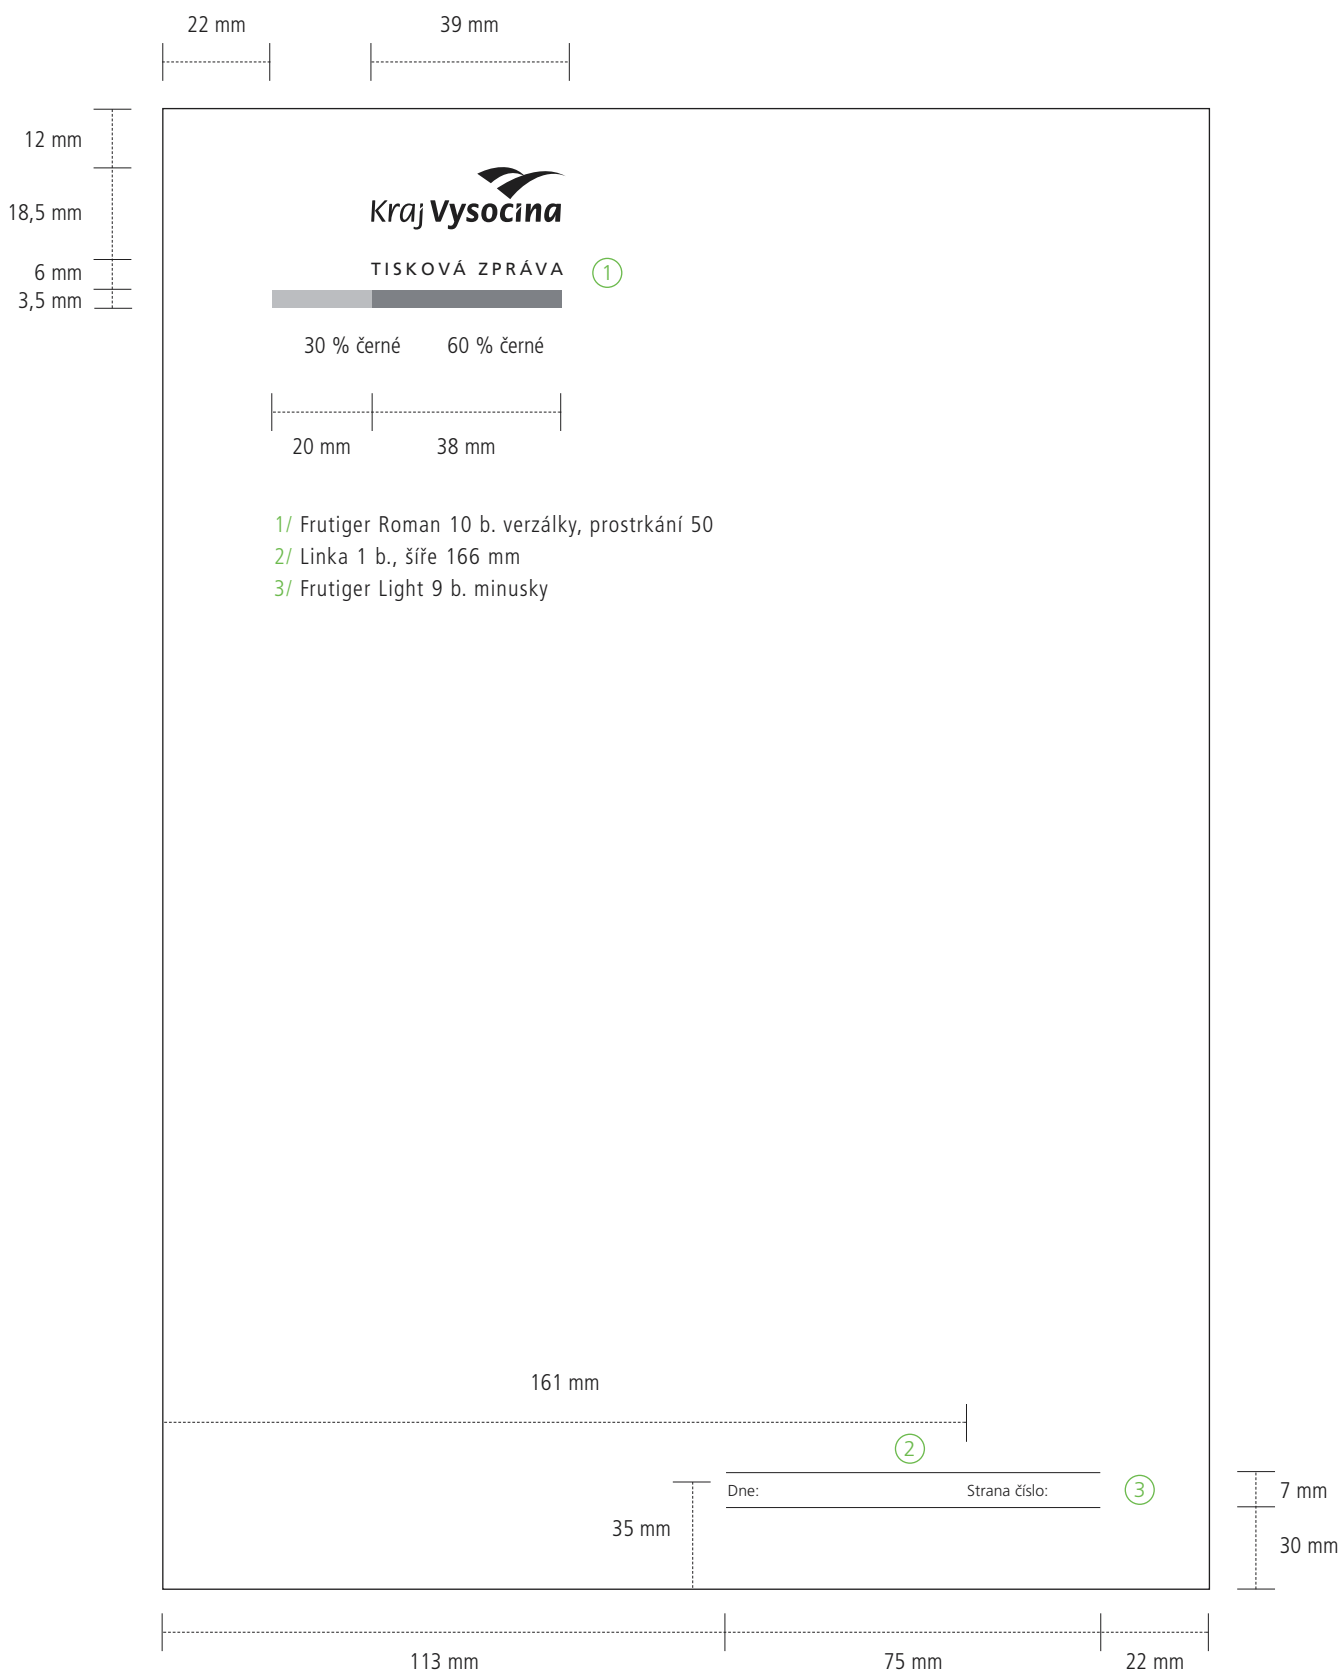 22 mm
39 mm
12 mm
18,5 mm
Kraj Vysocina
6 mm
TISKOVÁ ZPRÁVA
1
3,5 mm
30 % černé
60 % černé
20 mm
38 mm
1/ Frutiger Roman 10 b. verzálky, prostrkání 50
2/ Linka 1 b., šíře 166 mm
3/ Frutiger Light 9 b. minusky
161 mm
2
Dne:
Strana číslo:
3
7 mm
35 mm
30 mm
113 mm
75 mm
22 mm